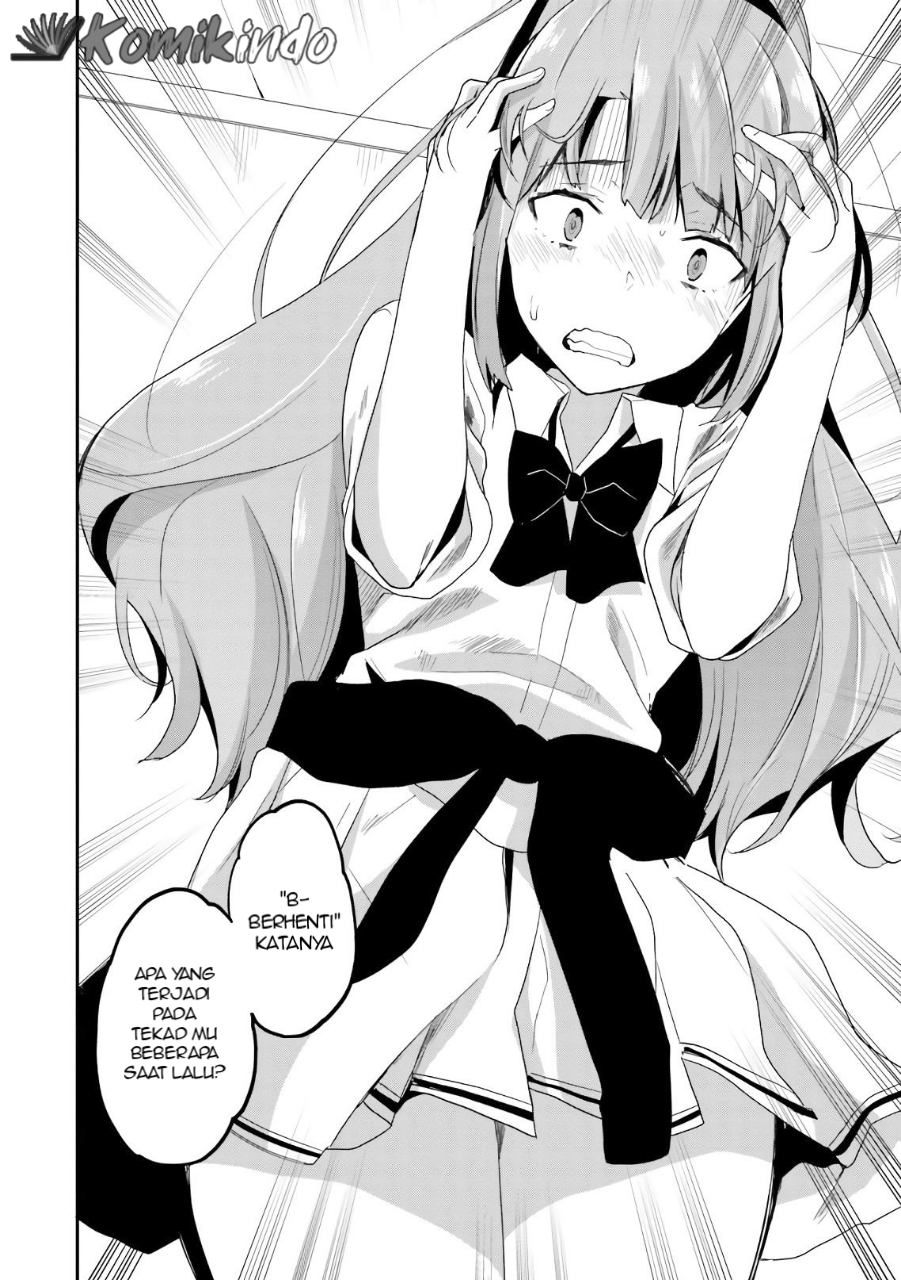 Komikindo
"B-
BERHENTI"
KATANYA
APA YANG
TERJADI
PADA
TEKAD MU
BEBERAPA
SAAT LALU?